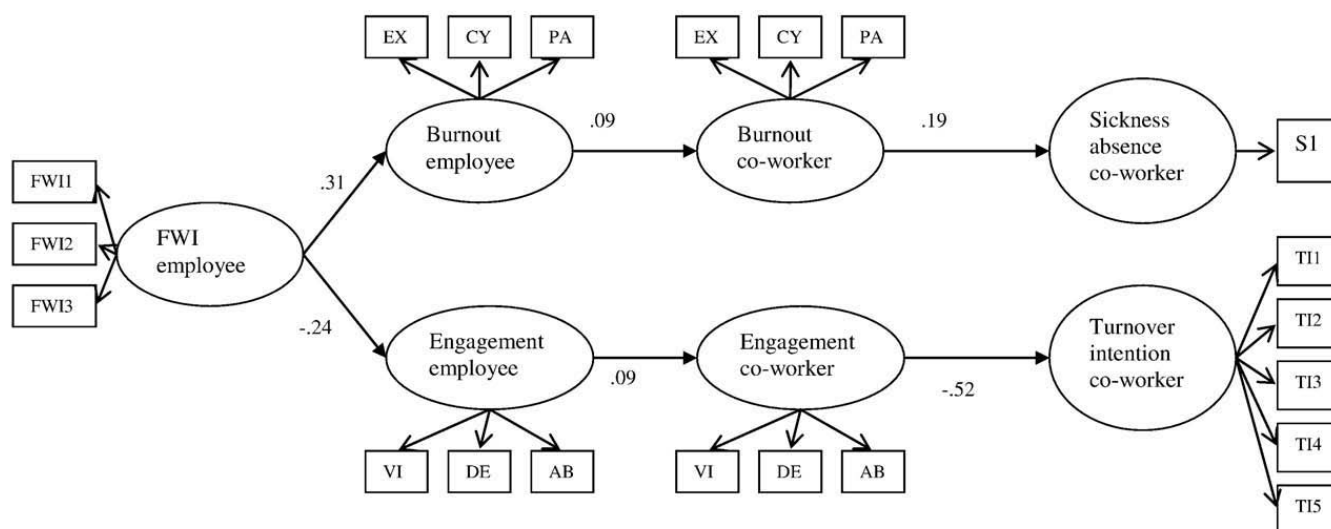 EX
CY
PA
EX
CY
PA
Burnout
employee
.09
Burnout
co-worker
.19
Sickness
absence
co-worker
S1
FWI1
FWI2
FWI3
FWI
employee
.31
-.24
Engagement
employee
.09
Engagement
co-worker
-.52
Turnover
intention
co-worker
TI1
TI2
TI3
TI4
TI5
VI
DE
AB
VI
DE
AB